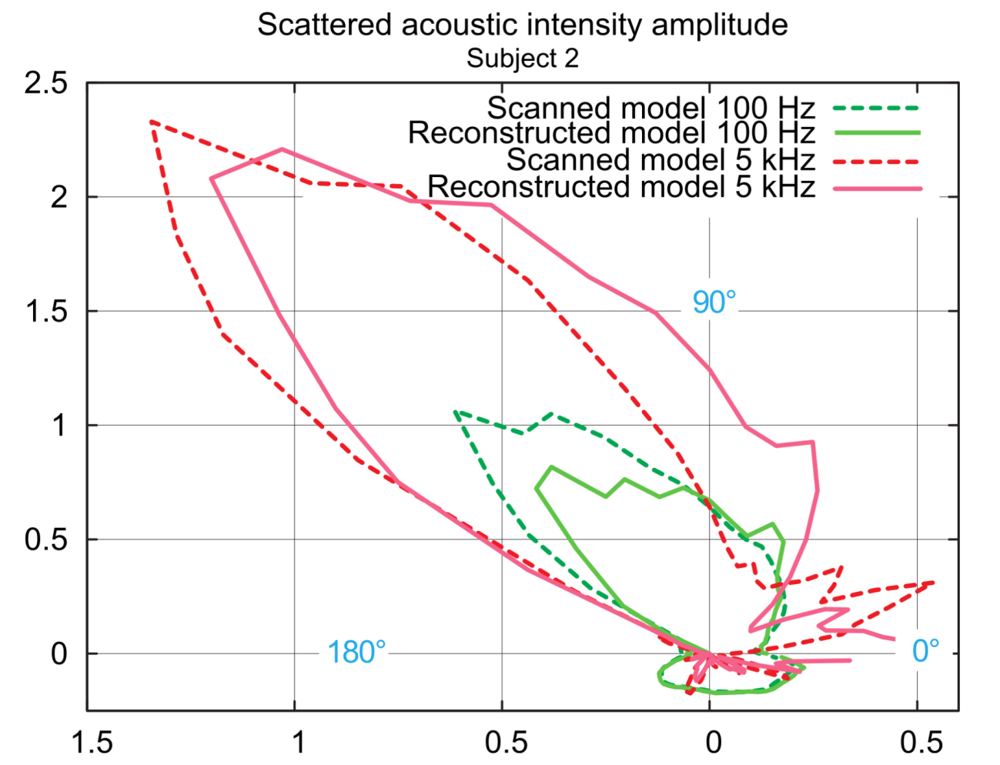 Scattered acoustic intensity amplitude
Subject 2
2.5
Scanned model 100 Hz
Reconstructed model 100 Hz
Scanned model 5 kHz
Reconstructed model 5 kHz
2
1.5
90°
1
0.5
0
180°
0°
1.5
1
0.5
0
0.5